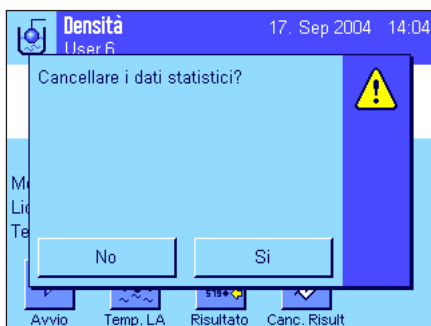 Densità 17. Sep 2004 14:04
User 6
Cancellare i dati statistici?
No Si
Avvio Temp. LA Risultato Canc. Risult